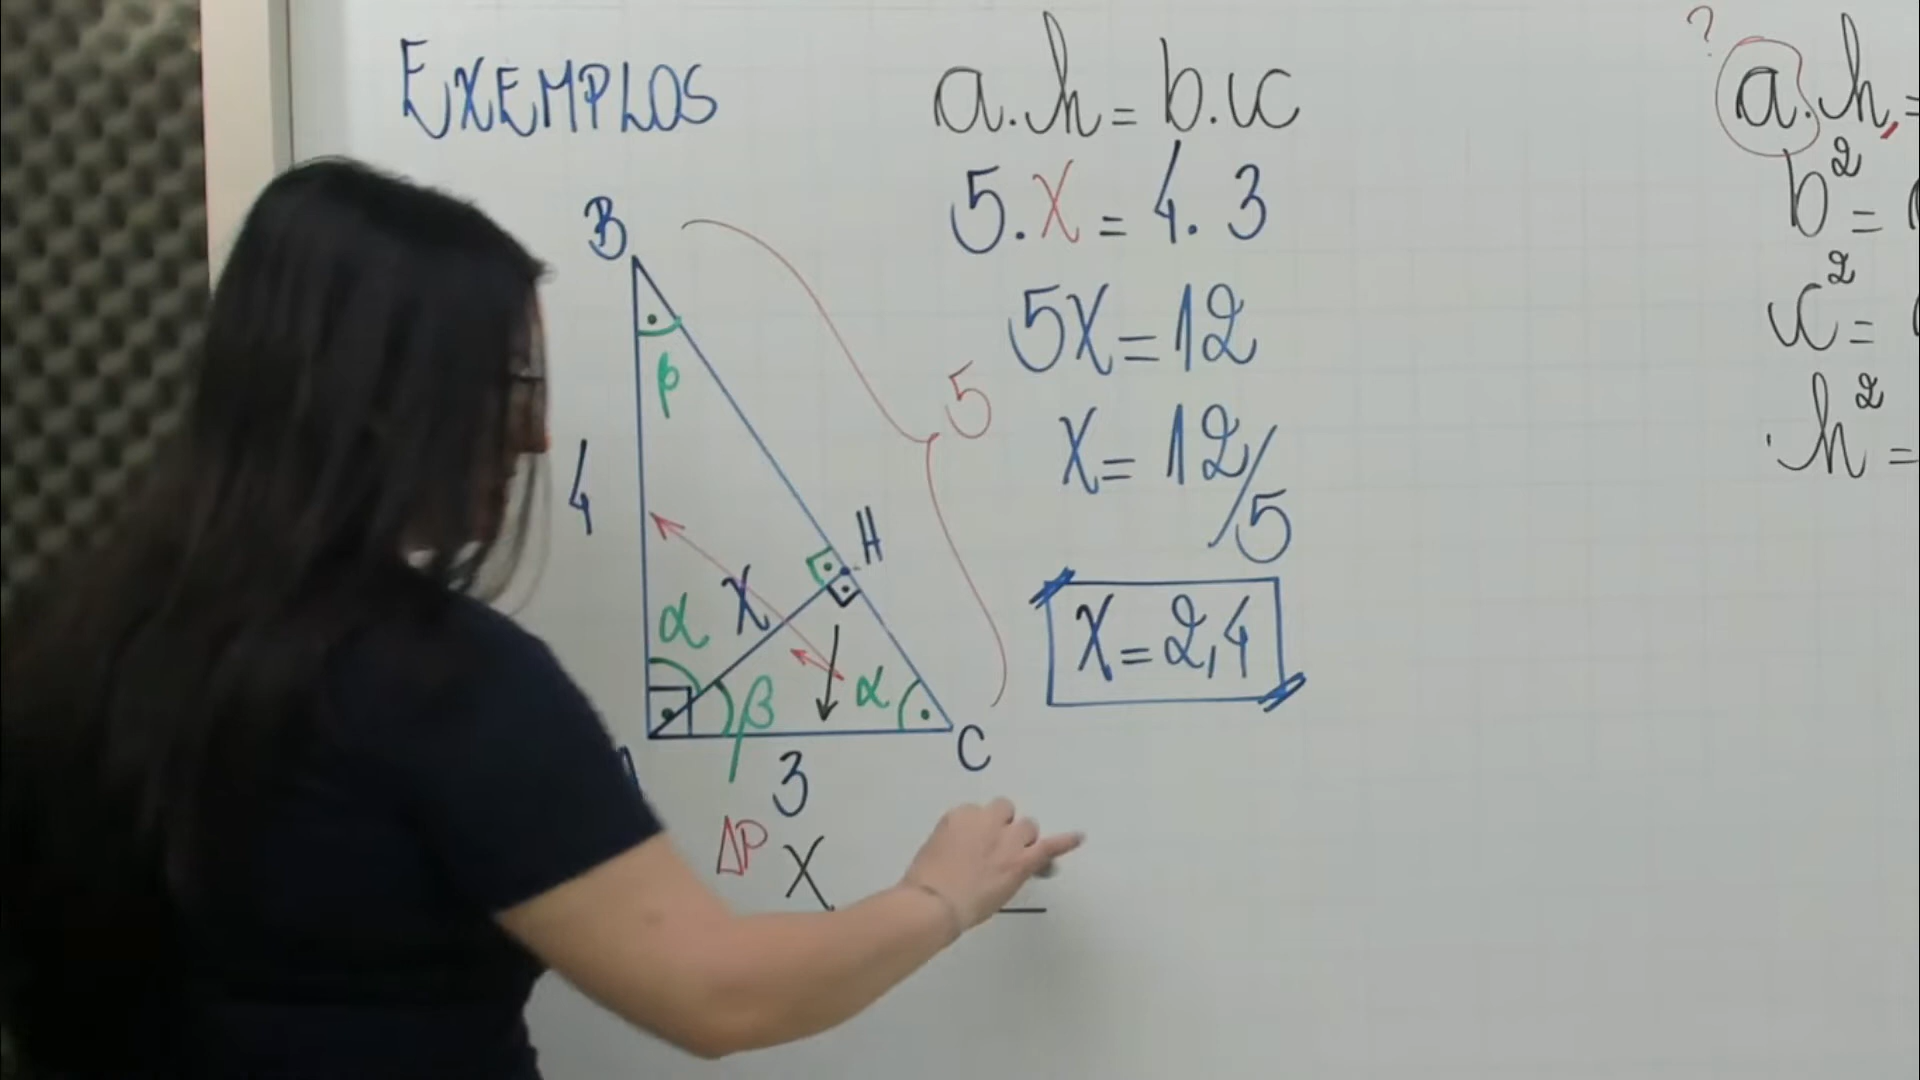 EXEMPLOS
a.h = b.c
5.x = 4.3
5x = 12
x = 12/5
x = 2,4
B
β
5
4
H
α
x
β
α
C
3
ΔP
x
?
a.h =
b² =
c² =
h² =